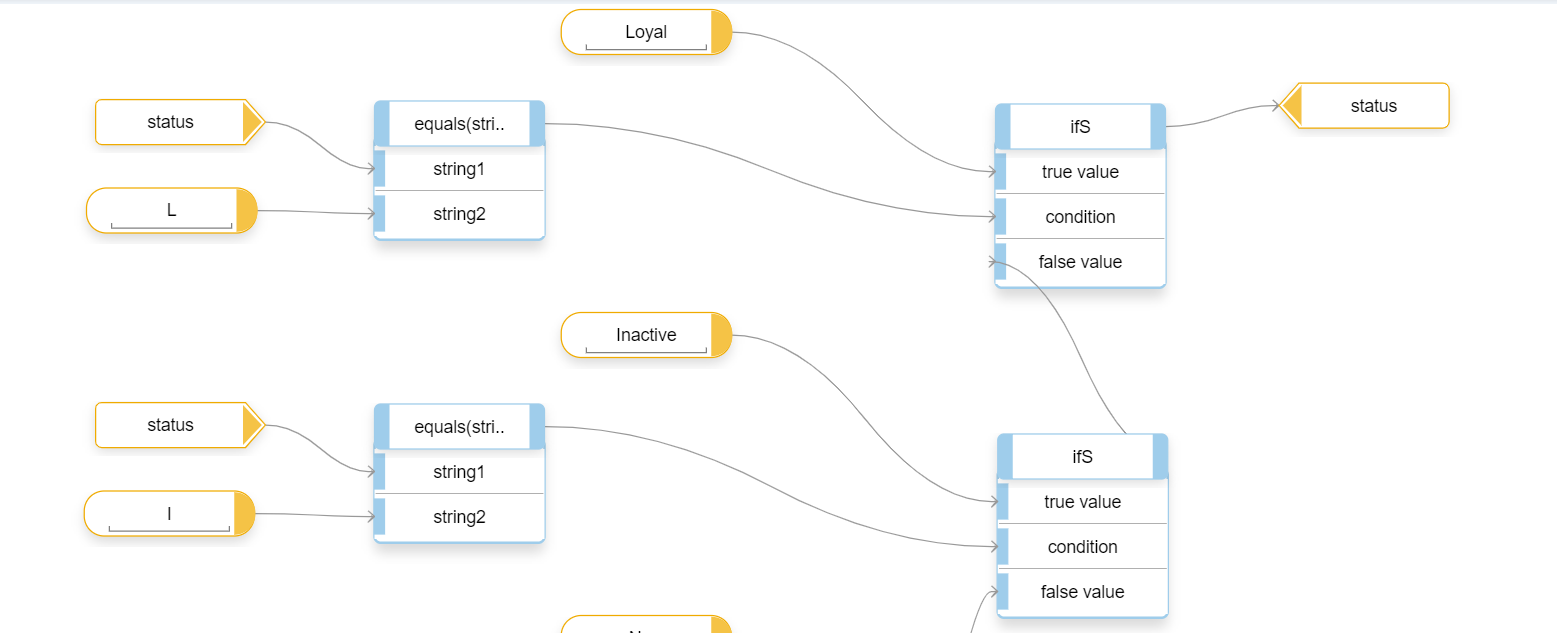 Loyal
status
equals(stri..
string1
L
string2
ifS
true value
condition
false value
status
Inactive
status
equals(stri..
string1
I
string2
ifS
true value
condition
false value